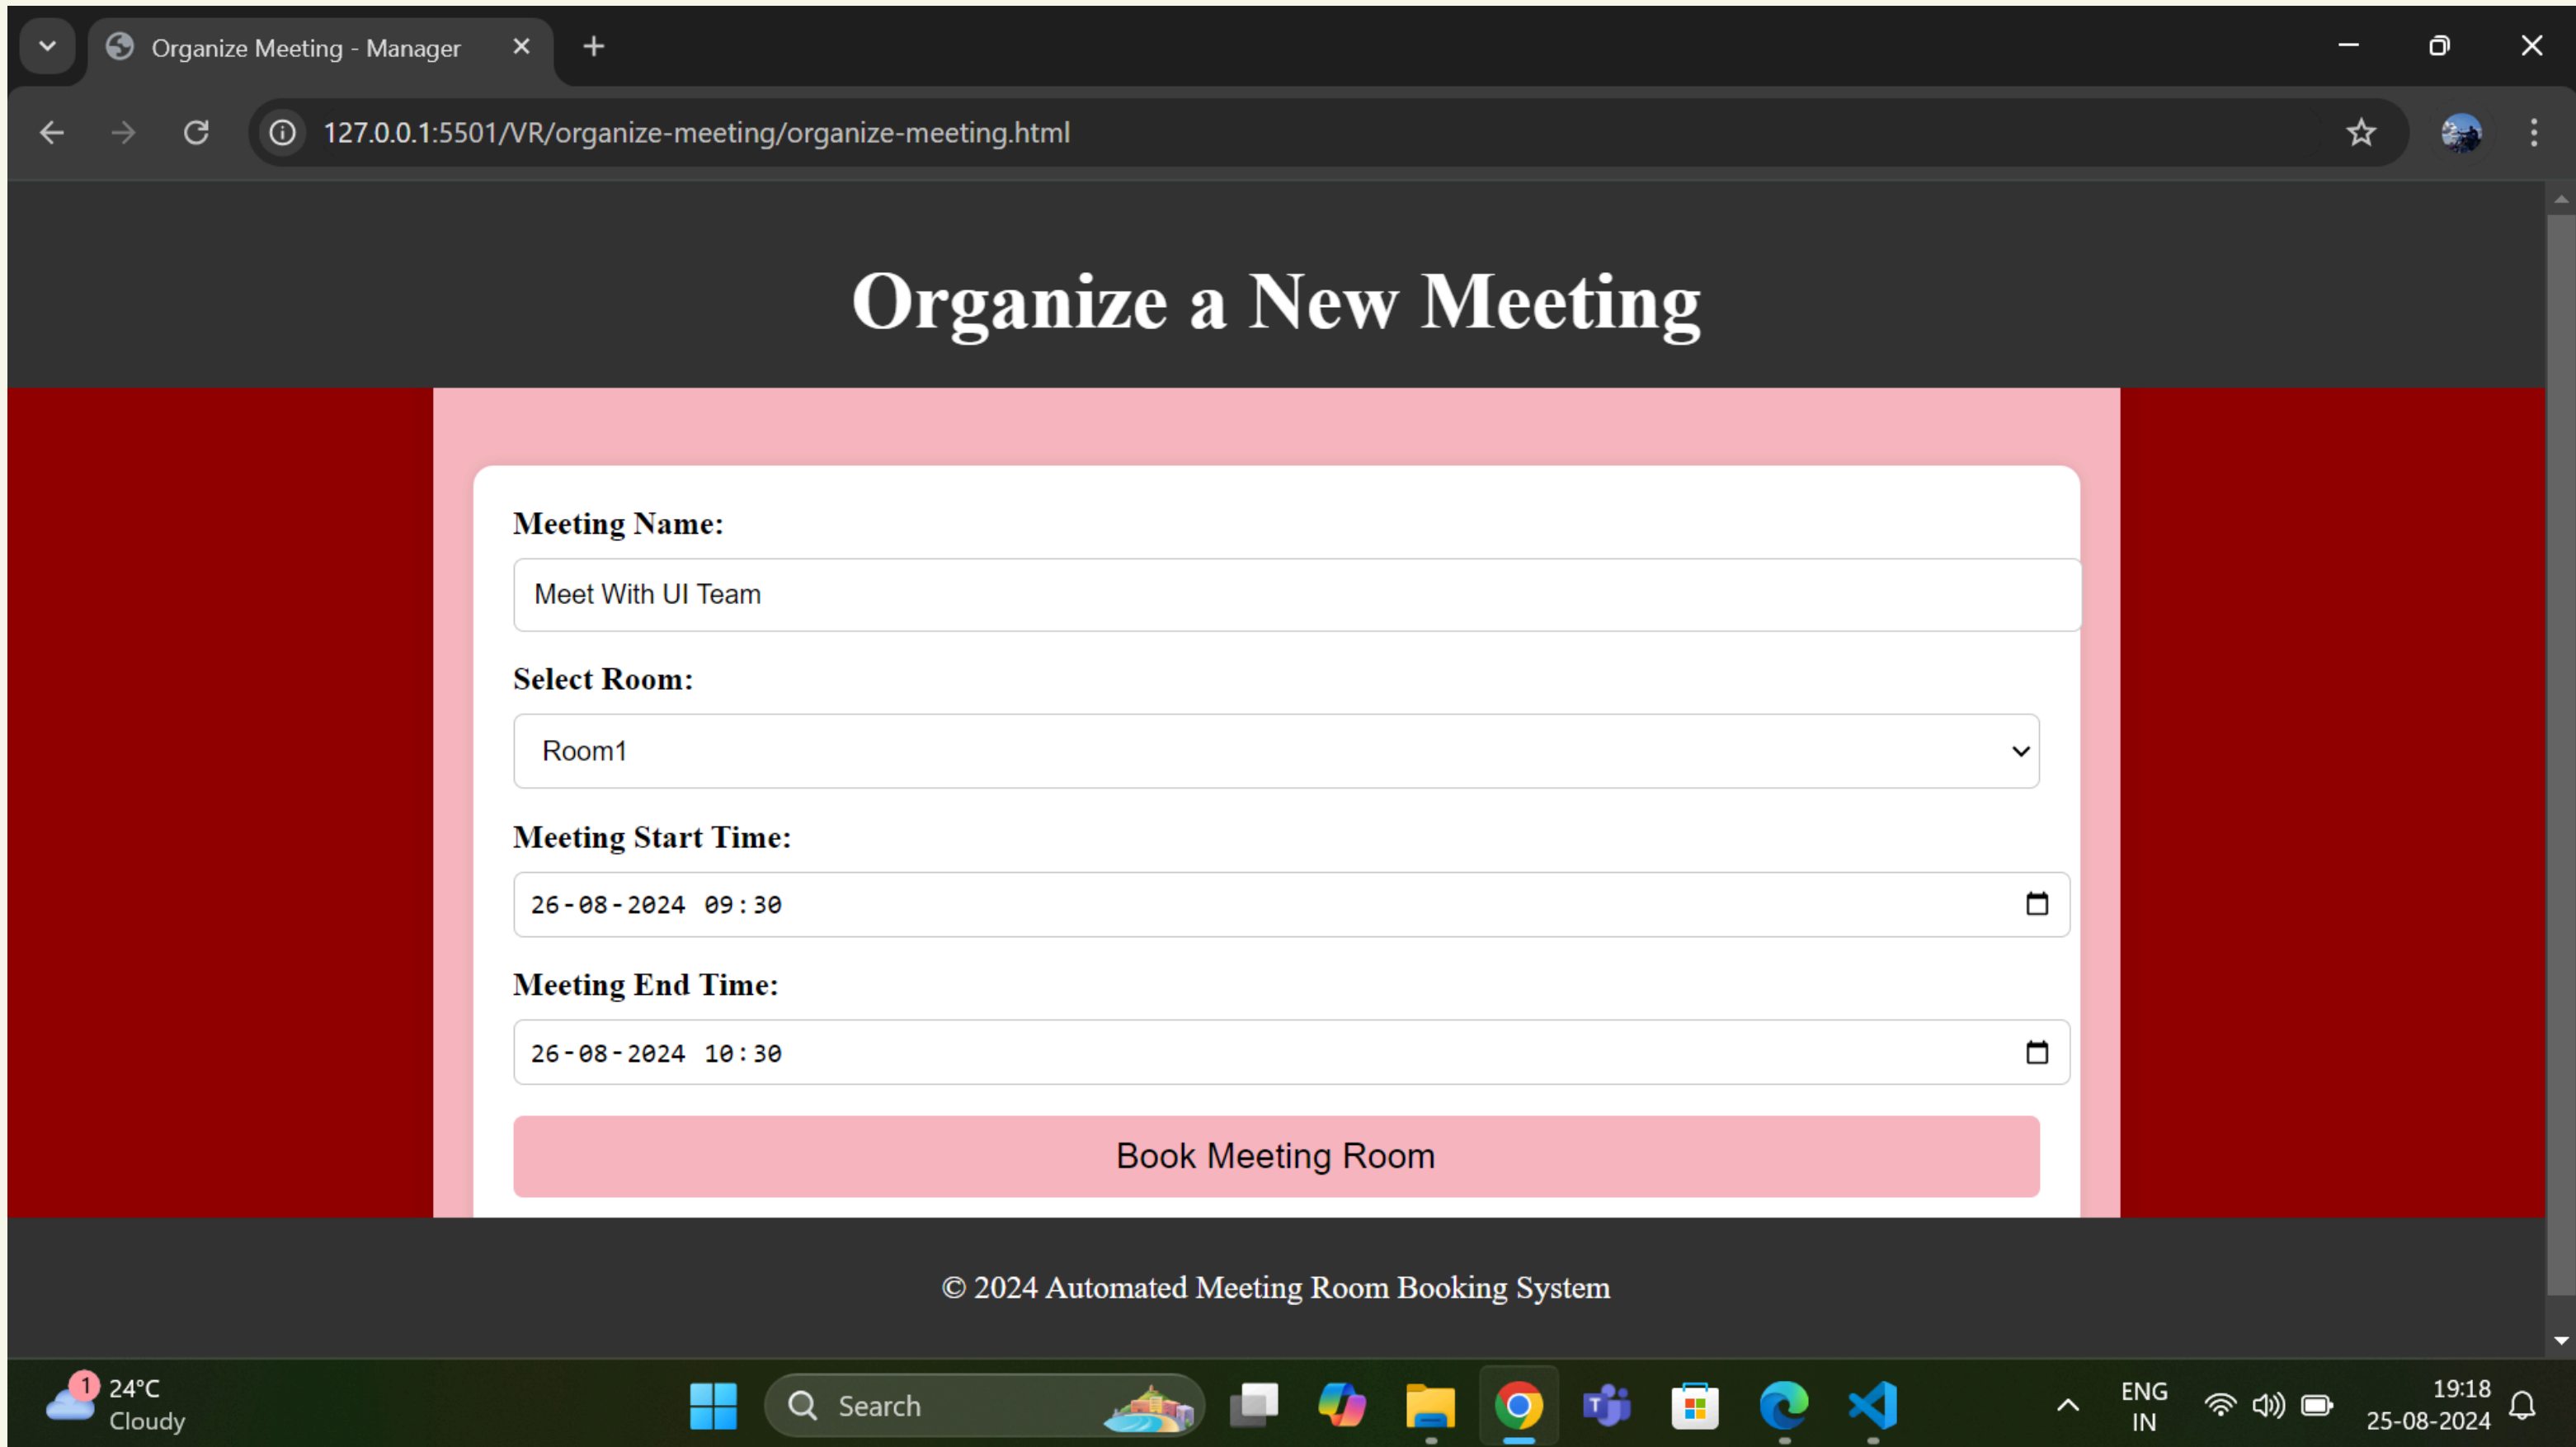 Organize Meeting - Manager
127.0.0.1:5501/VR/organize-meeting/organize-meeting.html
Organize a New Meeting
Meeting Name:
Meet With UI Team
Select Room:
Room1
Meeting Start Time:
26-08-2024 09:30
Meeting End Time:
26-08-2024 10:30
Book Meeting Room
© 2024 Automated Meeting Room Booking System
1
24°C
Cloudy
Search
ENG
IN
19:18
25-08-2024